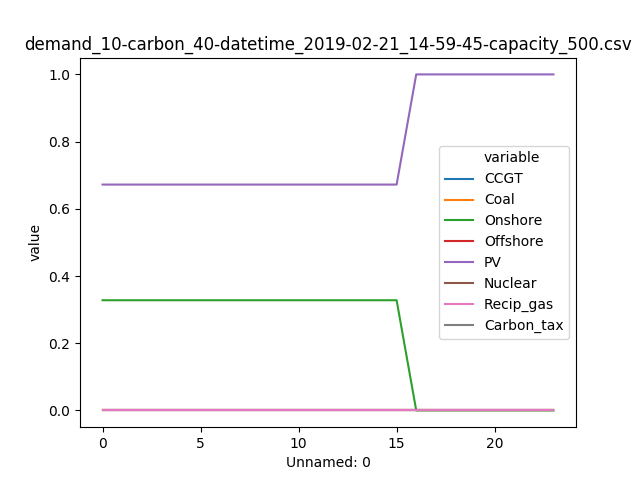 demand_10-carbon_40-datetime_2019-02-21_14-59-45-capacity_500.csv
1.0
0.8
0.6
0.4
0.2
0.0
value
variable
CCGT
Coal
Onshore
Offshore
PV
Nuclear
Recip_gas
Carbon_tax
0 5 10 15 20
Unnamed: 0